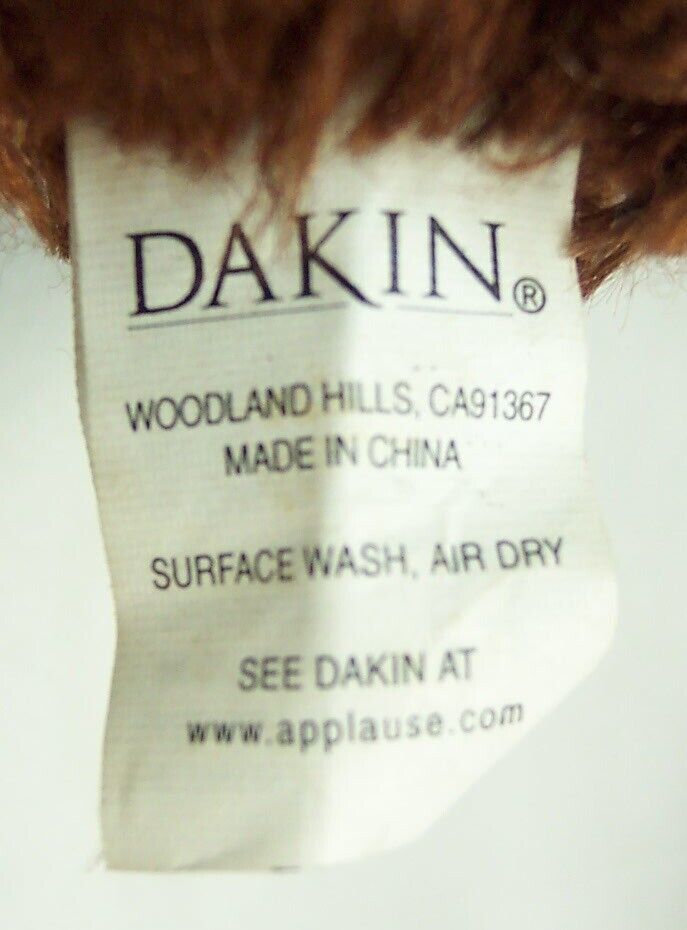 DAKIN®
WOODLAND HILLS, CA91367
MADE IN CHINA
SURFACE WASH, AIR DRY
SEE DAKIN AT
www.applause.com